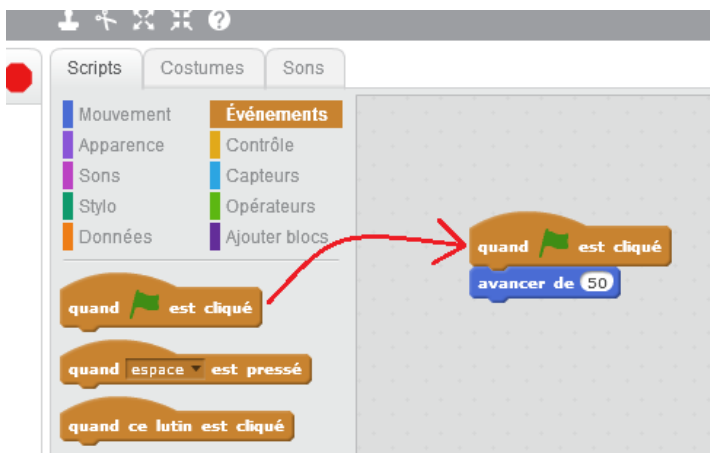 Scripts Costumes Sons
Mouvement Événements
Apparence Contrôle
Sons Capteurs
Stylo Opérateurs
Données Ajouter blocs
quand est cliqué
avancer de 50
quand est cliqué
quand espace est pressé
quand ce lutin est cliqué